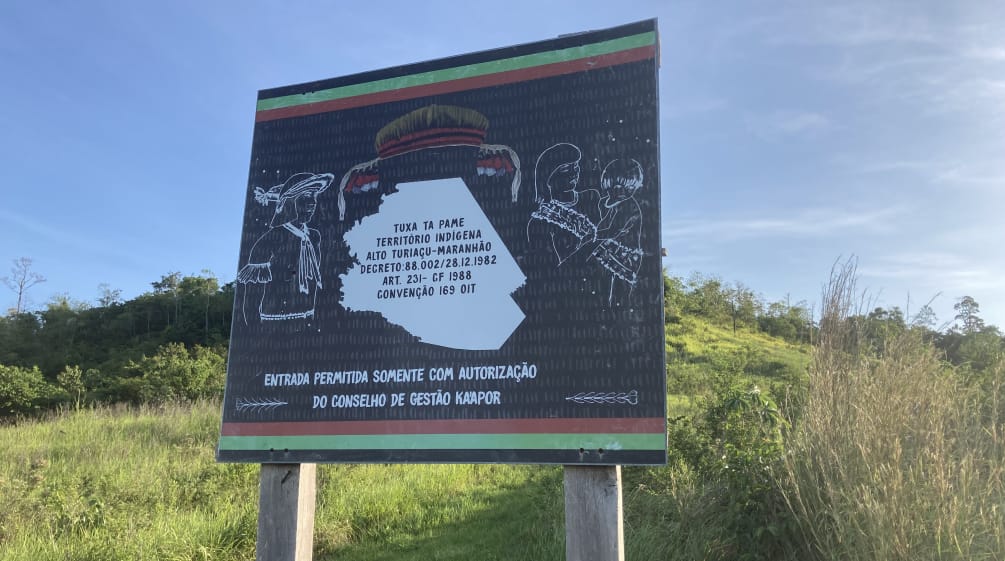 TUXA TA PAME
TERRITÓRIO INDÍGENA
ALTO TURIAÇU-MARANHÃO
DECRETO:88.002/28.12.1982
ART. 231- CF 1988
CONVENÇÃO 169 OIT
ENTRADA PERMITIDA SOMENTE COM AUTORIZAÇÃO
DO CONSELHO DE GESTÃO KA'APOR